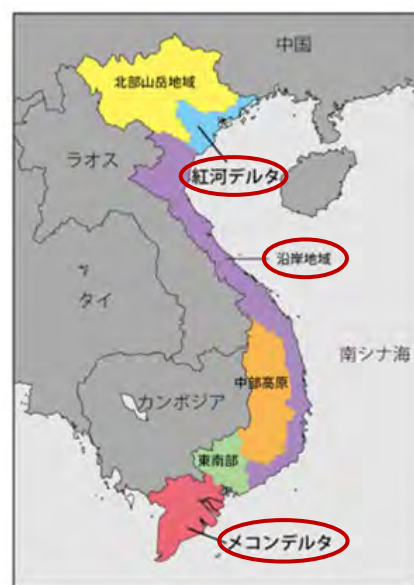 中国
北部山岳地域
ラオス
紅河デルタ
沿岸地域
タイ
南シナ海
中部高原
カンボジア
東南部
メコンデルタ